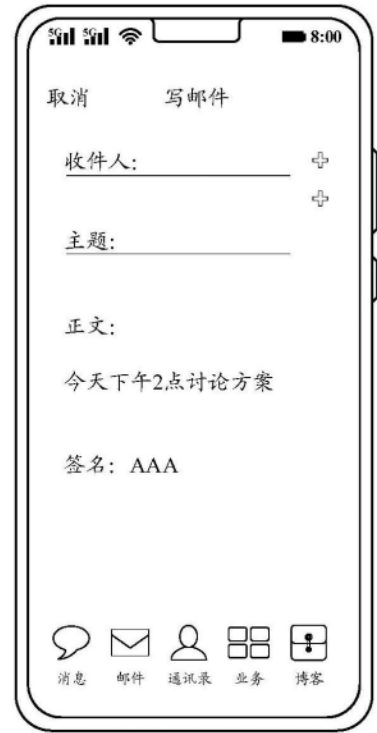 5G 5G 8:00
取消 写邮件
收件人:
主题:
正文:
今天下午2点讨论方案
签名: AAA
消息 邮件 通讯录 业务 博客